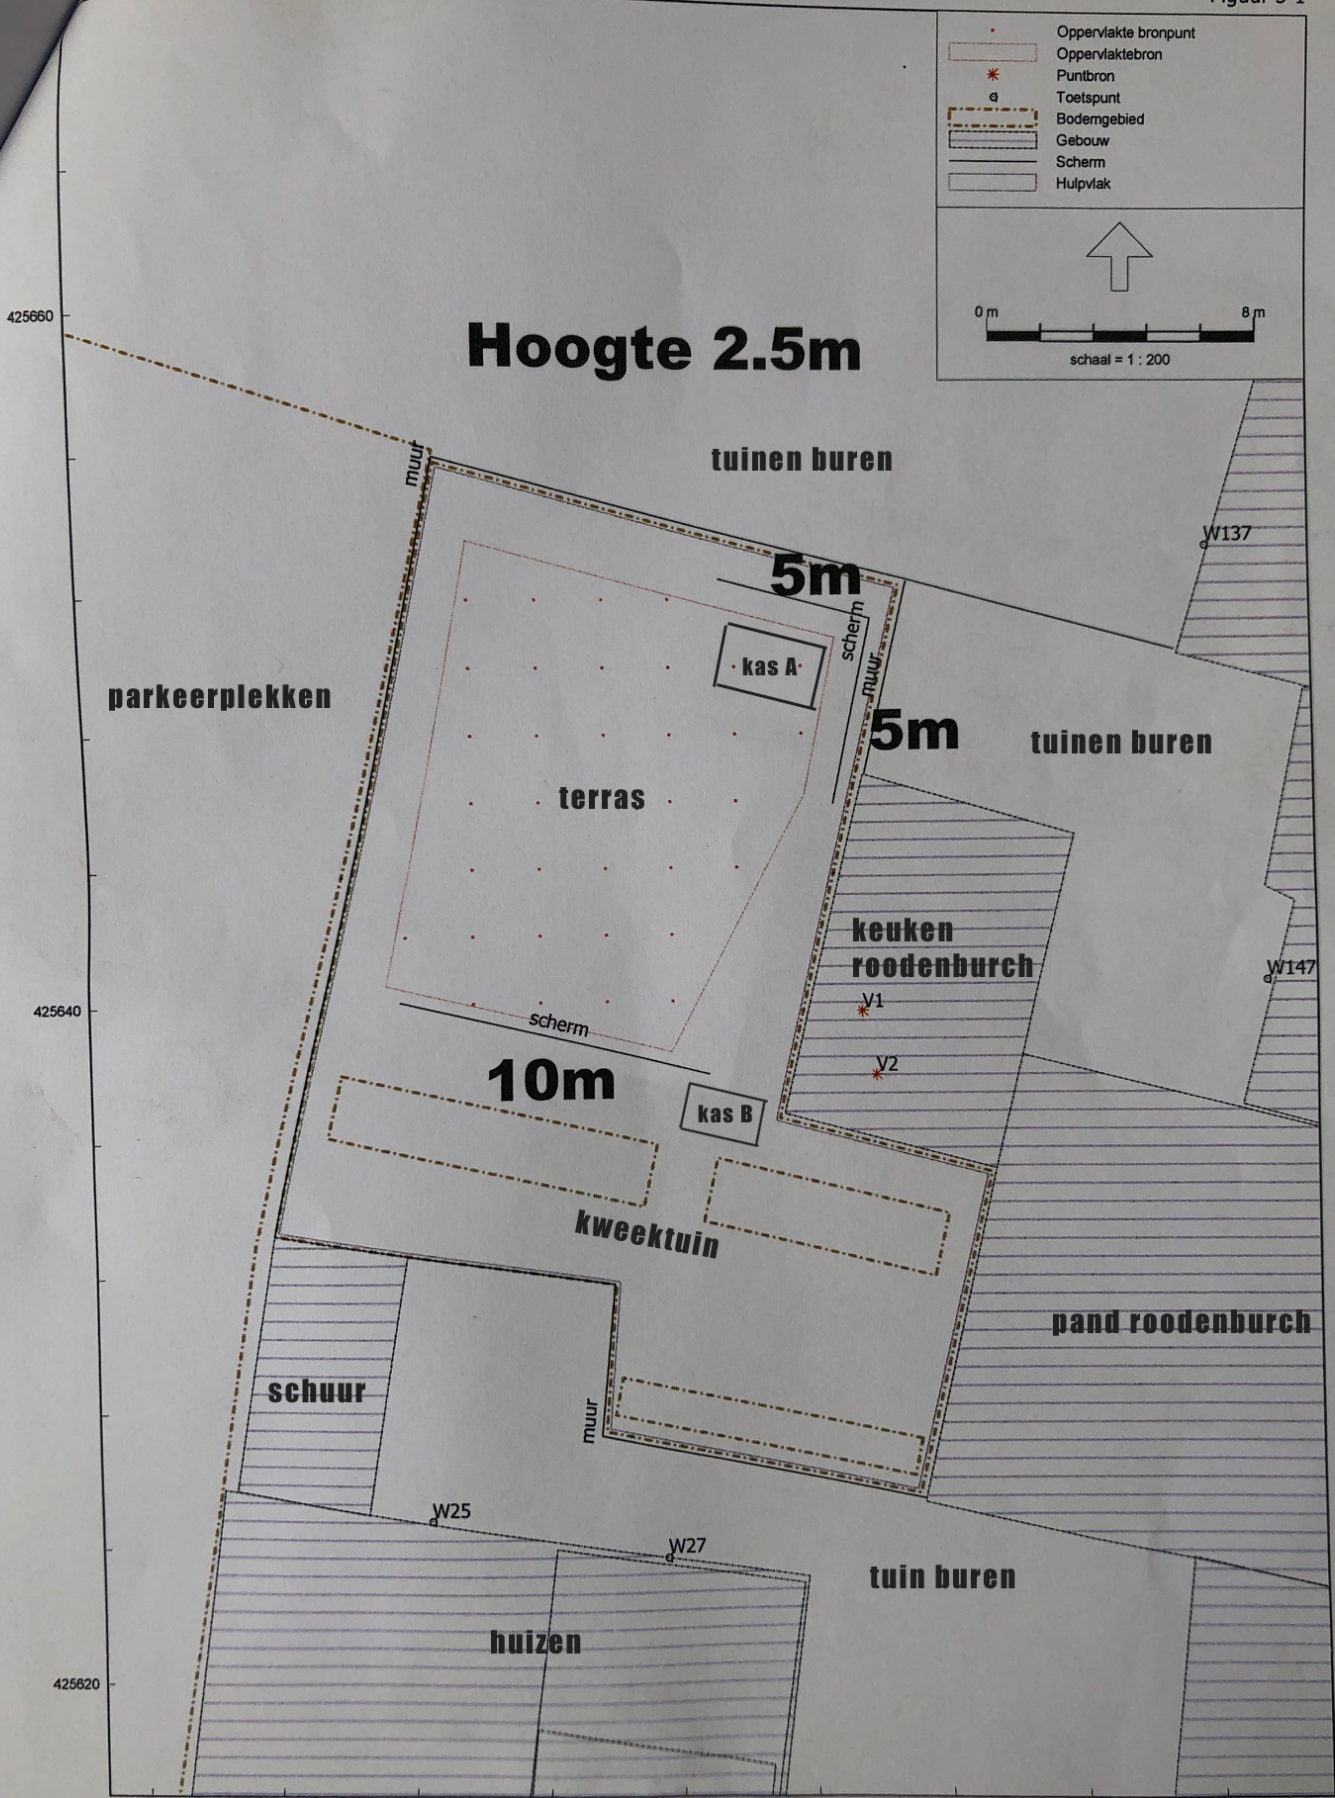 Oppervlakte bronpunt
Oppervlaktebron
Puntbron
Toetspunt
Bodemgebied
Gebouw
Scherm
Hulpvlak
0 m
8 m
schaal = 1 : 200
425660
Hoogte 2.5m
muur
tuinen buren
W137
5m
scherm
kas A
muur
parkeerplekken
5m
tuinen buren
terras
keuken
roodenburch
W147
V1
425640
scherm
V2
10m
kas B
kweektuin
pand roodenburch
schuur
muur
W25
W27
tuin buren
huizen
425620